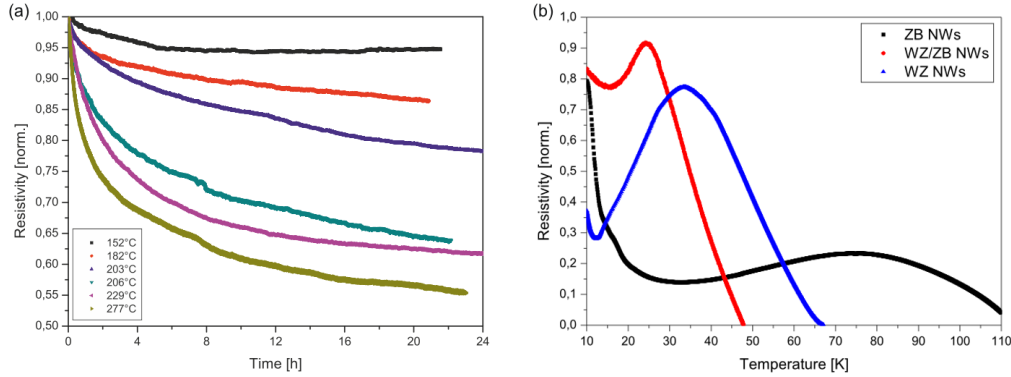 (a)
Resistivity [norm.]
1,00
0,95
0,90
0,85
0,80
0,75
0,70
0,65
0,60
0,55
0,50
152°C
182°C
203°C
206°C
229°C
277°C
0 4 8 12 16 20 24
Time [h]
(b)
Resistivity [norm.]
1,0
0,9
0,8
0,7
0,6
0,5
0,4
0,3
0,2
0,1
0,0
ZB NWs
WZ/ZB NWs
WZ NWs
10 20 30 40 50 60 70 80 90 100 110
Temperature [K]